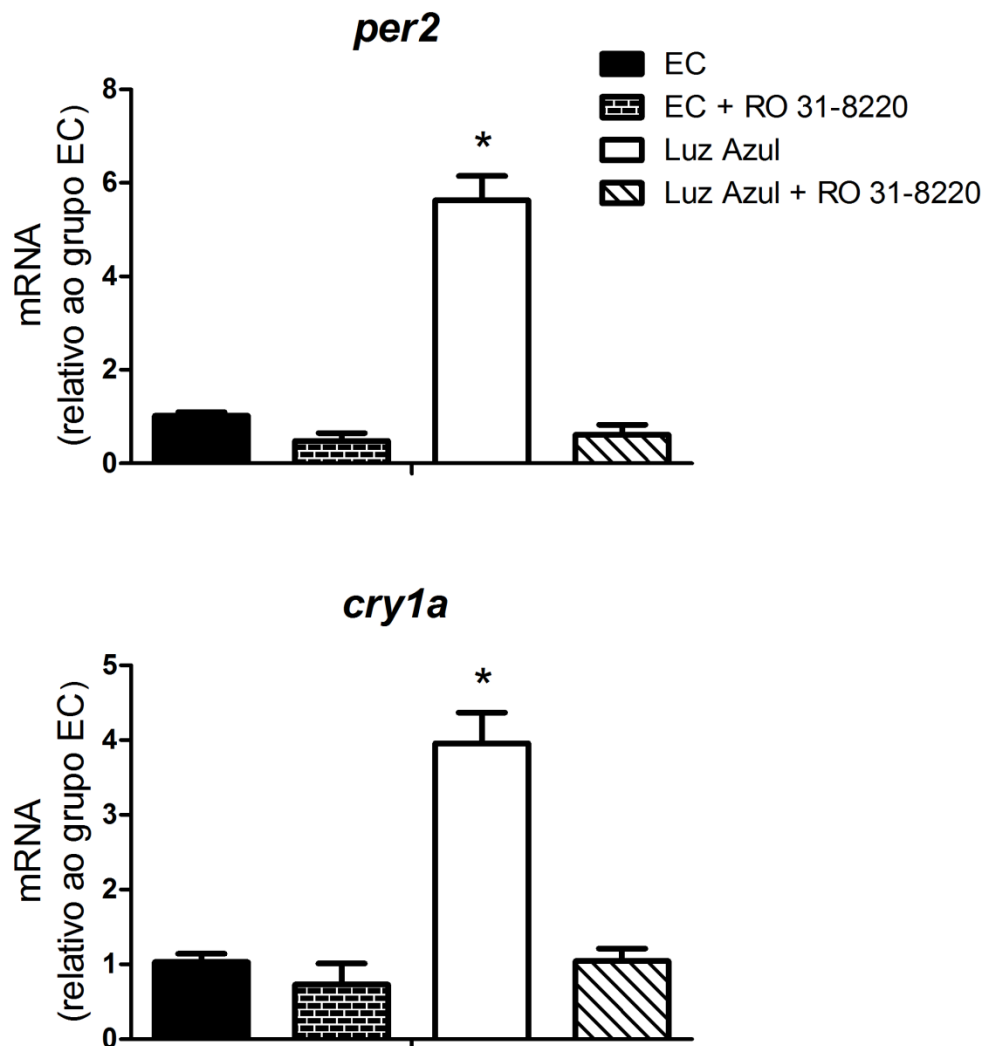 per2
EC
EC + RO 31-8220
Luz Azul
Luz Azul + RO 31-8220
mRNA
(relativo ao grupo EC)
8
6
4
2
0
*
cry1a
mRNA
(relativo ao grupo EC)
5
4
3
2
1
0
*